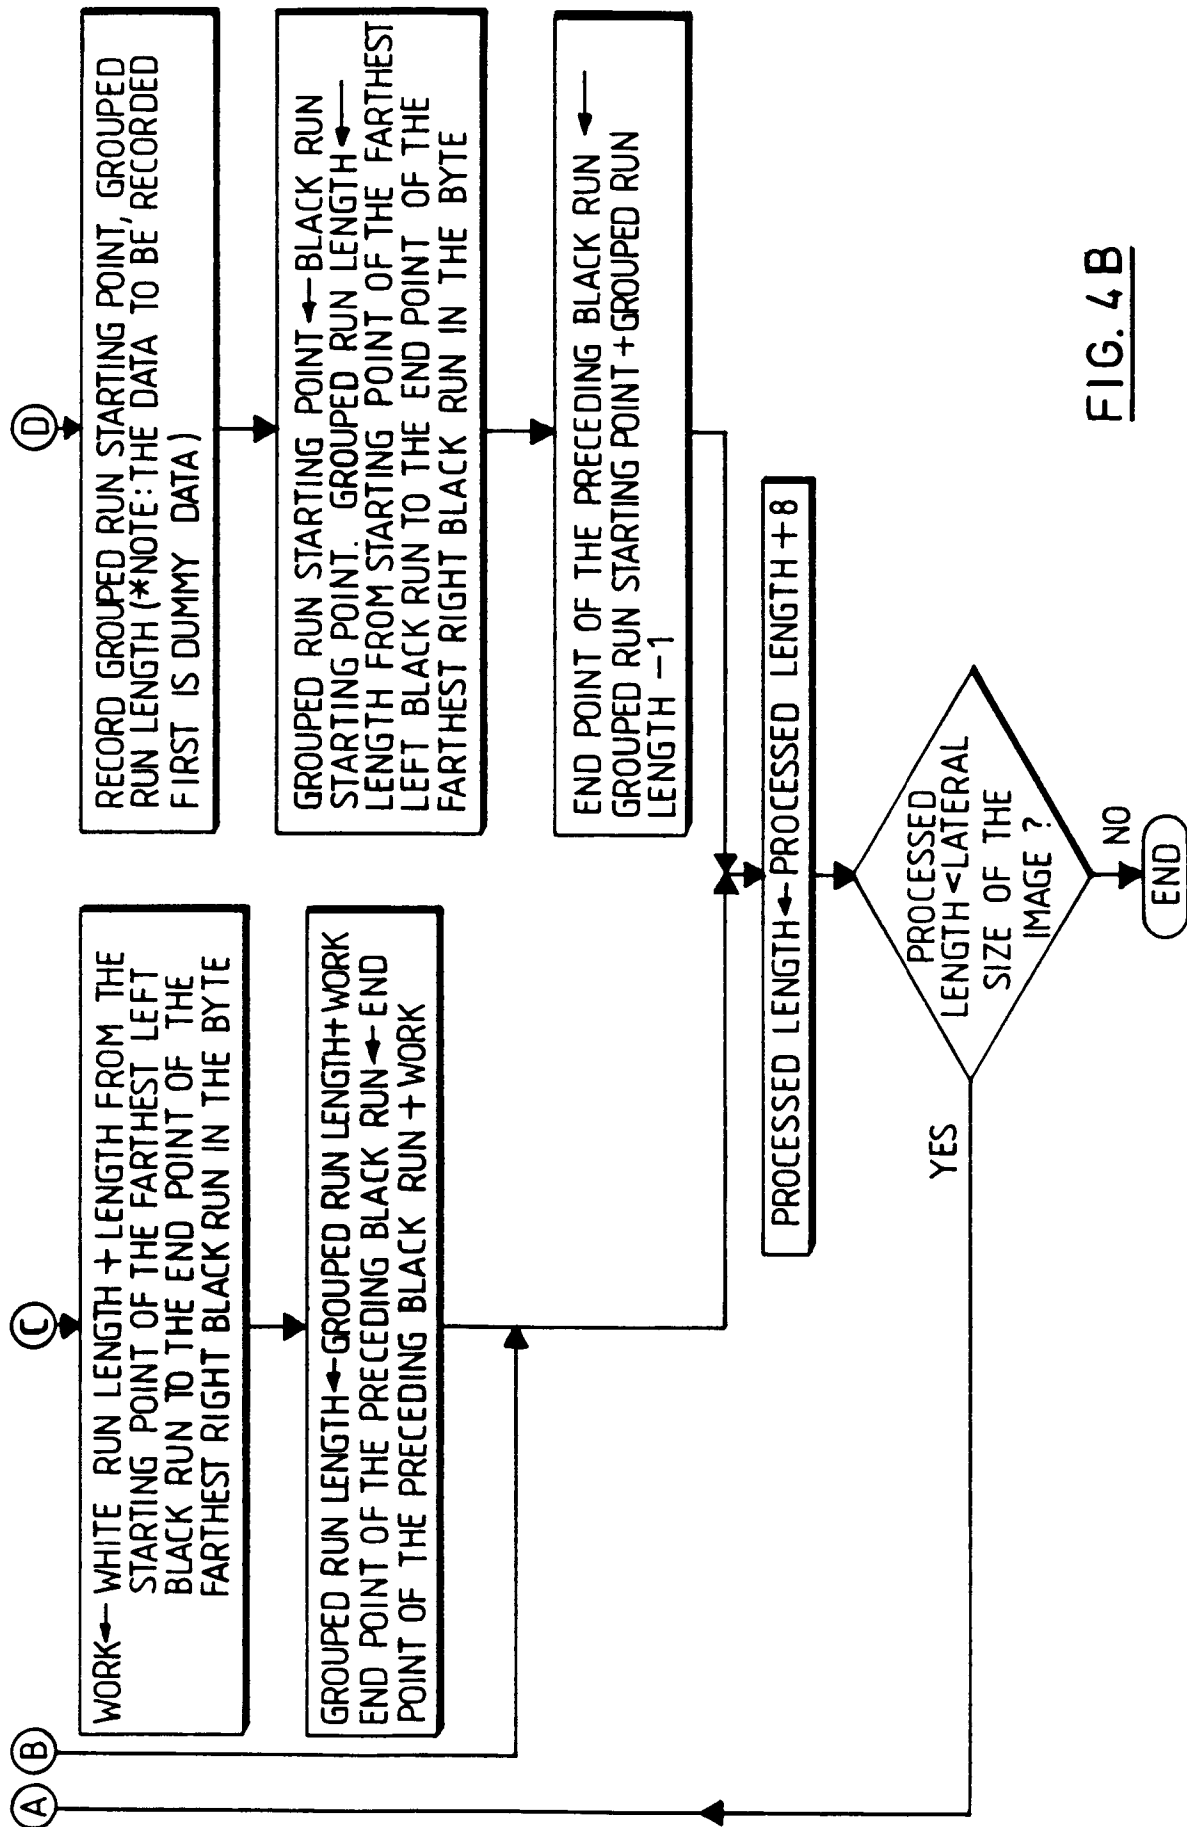 A
B
C
D
WORK ← WHITE RUN LENGTH + LENGTH FROM THE
STARTING POINT OF THE FARTHEST LEFT
BLACK RUN TO THE END POINT OF THE
FARTHEST RIGHT BLACK RUN IN THE BYTE
GROUPED RUN LENGTH ← GROUPED RUN LENGTH + WORK
END POINT OF THE PRECEDING BLACK RUN ← END
POINT OF THE PRECEDING BLACK RUN + WORK
RECORD GROUPED RUN STARTING POINT, GROUPED
RUN LENGTH (*NOTE: THE DATA TO BE RECORDED
FIRST IS DUMMY DATA)
GROUPED RUN STARTING POINT ← BLACK RUN
STARTING POINT. GROUPED RUN LENGTH ←
LENGTH FROM STARTING POINT OF THE FARTHEST
LEFT BLACK RUN TO THE END POINT OF THE
FARTHEST RIGHT BLACK RUN IN THE BYTE
END POINT OF THE PRECEDING BLACK RUN ←
GROUPED RUN STARTING POINT + GROUPED RUN
LENGTH − 1
PROCESSED LENGTH ← PROCESSED LENGTH + 8
PROCESSED
LENGTH < LATERAL
SIZE OF THE
IMAGE ?
YES
NO
END
FIG. 4B